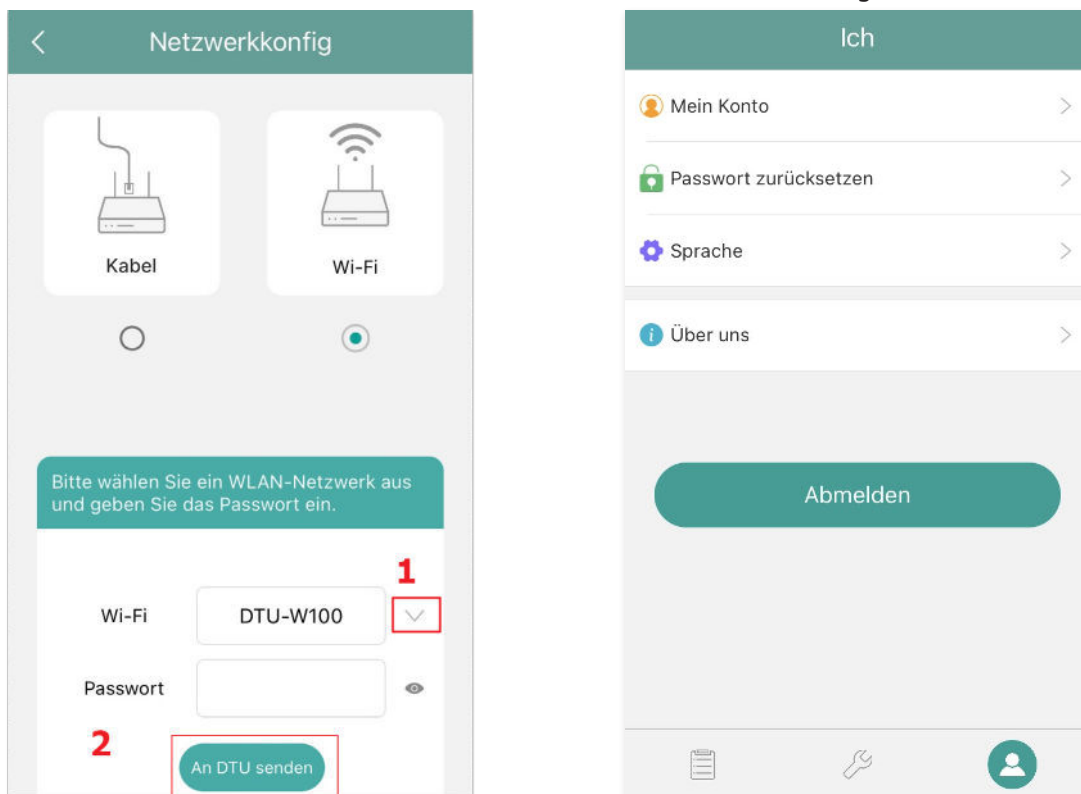 Netzwerkkonfig
Kabel
Wi-Fi
Bitte wählen Sie ein WLAN-Netzwerk aus
und geben Sie das Passwort ein.
1
Wi-Fi
DTU-W100
Passwort
2
An DTU senden
Ich
Mein Konto
Passwort zurücksetzen
Sprache
i
Über uns
Abmelden